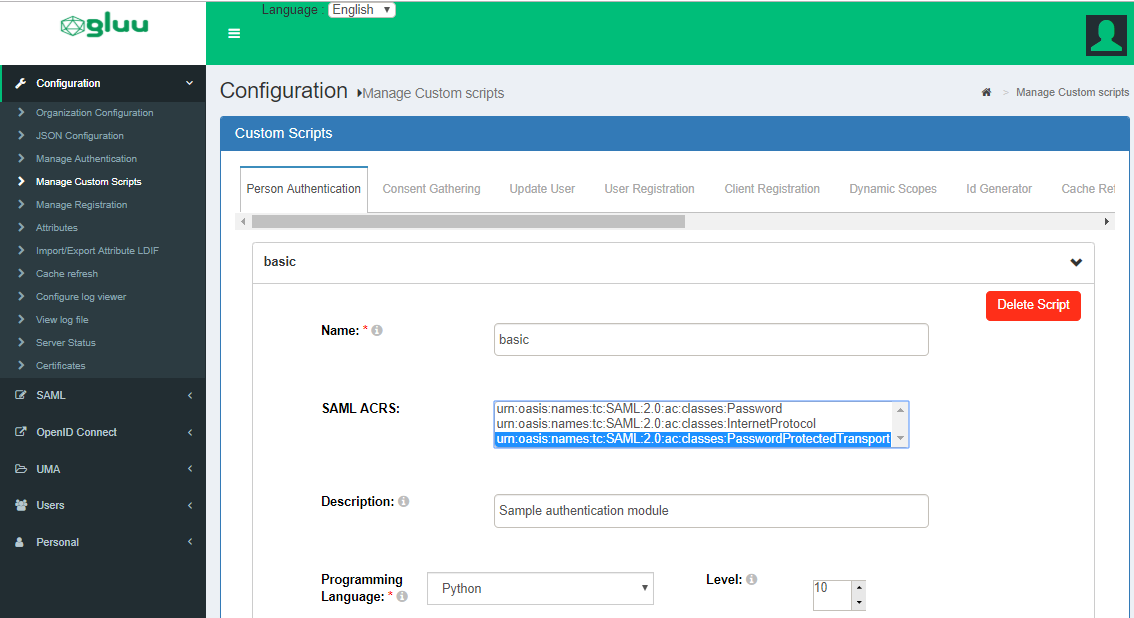 gluu
Language : English
Configuration
Organization Configuration
JSON Configuration
Manage Authentication
Manage Custom Scripts
Manage Registration
Attributes
Import/Export Attribute LDIF
Cache refresh
Configure log viewer
View log file
Server Status
Certificates
SAML
OpenID Connect
UMA
Users
Personal
Configuration Manage Custom scripts
> Manage Custom scripts
Custom Scripts
Person Authentication Consent Gathering Update User User Registration Client Registration Dynamic Scopes Id Generator Cache Ref
basic
Delete Script
Name: * basic
SAML ACRS:
urn:oasis:names:tc:SAML:2.0:ac:classes:Password
urn:oasis:names:tc:SAML:2.0:ac:classes:InternetProtocol
urn:oasis:names:tc:SAML:2.0:ac:classes:PasswordProtectedTransport
Description: Sample authentication module
Programming
Language: * Python
Level: 10